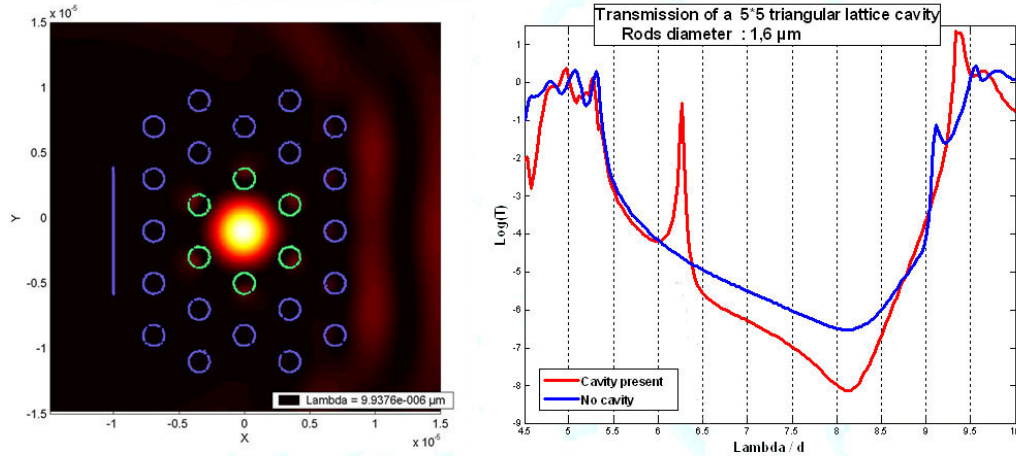 1.5
x 10^-5
1
0.5
0
-0.5
-1
-1.5
Y
Lambda = 9.9376e-006 µm
-1.5
-1
-0.5
0
0.5
1
1.5
x 10^-5
X
Transmission of a 5*5 triangular lattice cavity
Rods diameter : 1,6 µm
1
0
-1
-2
-3
-4
-5
-6
-7
-8
-9
Log(T)
Cavity present
No cavity
4.5 5 5.5 6 6.5 7 7.5 8 8.5 9 9.5 10
Lambda / d